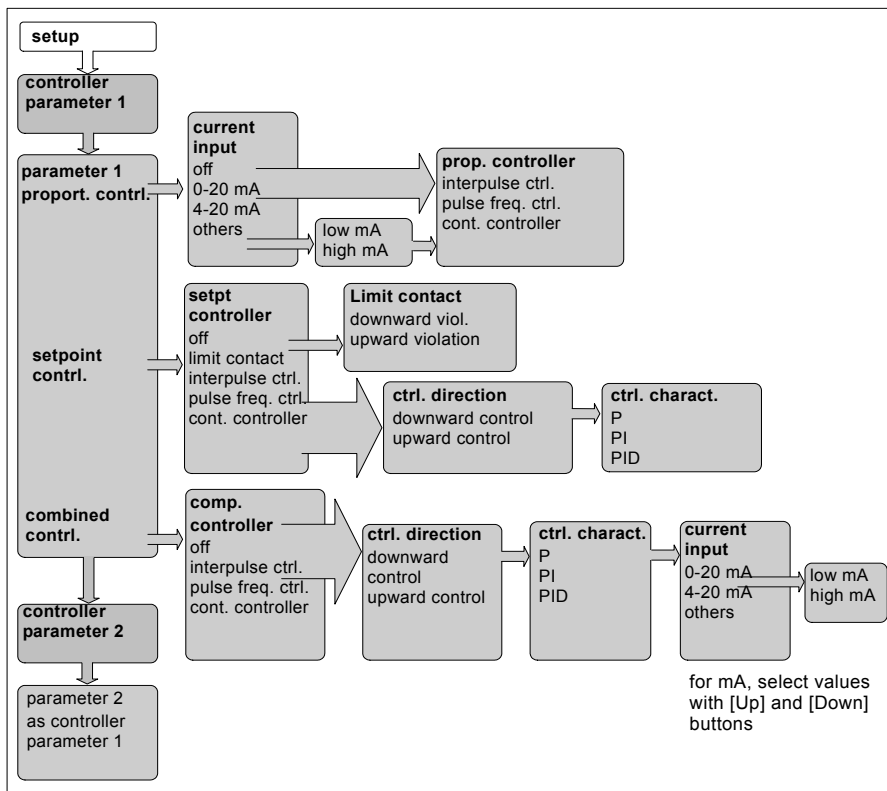 setup
controller
parameter 1
parameter 1
proport. contrl.
current
input
off
0-20 mA
4-20 mA
others
low mA
high mA
prop. controller
interpulse ctrl.
pulse freq. ctrl.
cont. controller
setpoint
contrl.
setpt
controller
off
limit contact
interpulse ctrl.
pulse freq. ctrl.
cont. controller
Limit contact
downward viol.
upward violation
ctrl. direction
downward control
upward control
ctrl. charact.
P
PI
PID
combined
contrl.
comp.
controller
off
interpulse ctrl.
pulse freq. ctrl.
cont. controller
ctrl. direction
downward
control
upward control
ctrl. charact.
P
PI
PID
current
input
0-20 mA
4-20 mA
others
low mA
high mA
controller
parameter 2
parameter 2
as controller
parameter 1
for mA, select values
with [Up] and [Down]
buttons